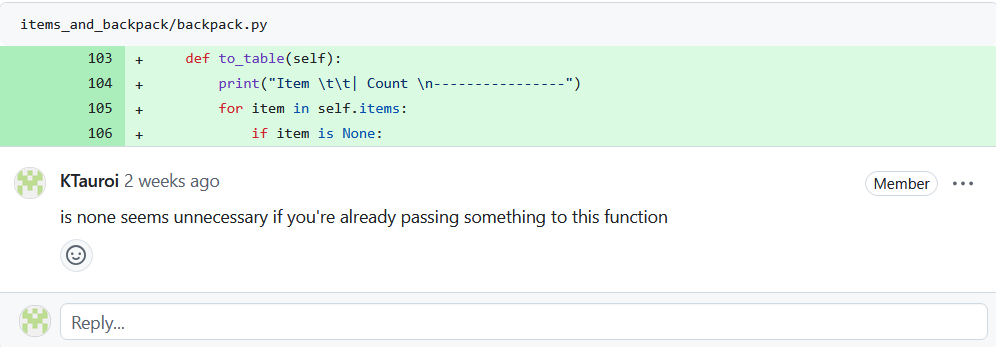 items_and_backpack/backpack.py
103 + def to_table(self):
104 + print("Item \t\t| Count \n----------------")
105 + for item in self.items:
106 + if item is None:
KTauroi 2 weeks ago Member ...
is none seems unnecessary if you're already passing something to this function
Reply...